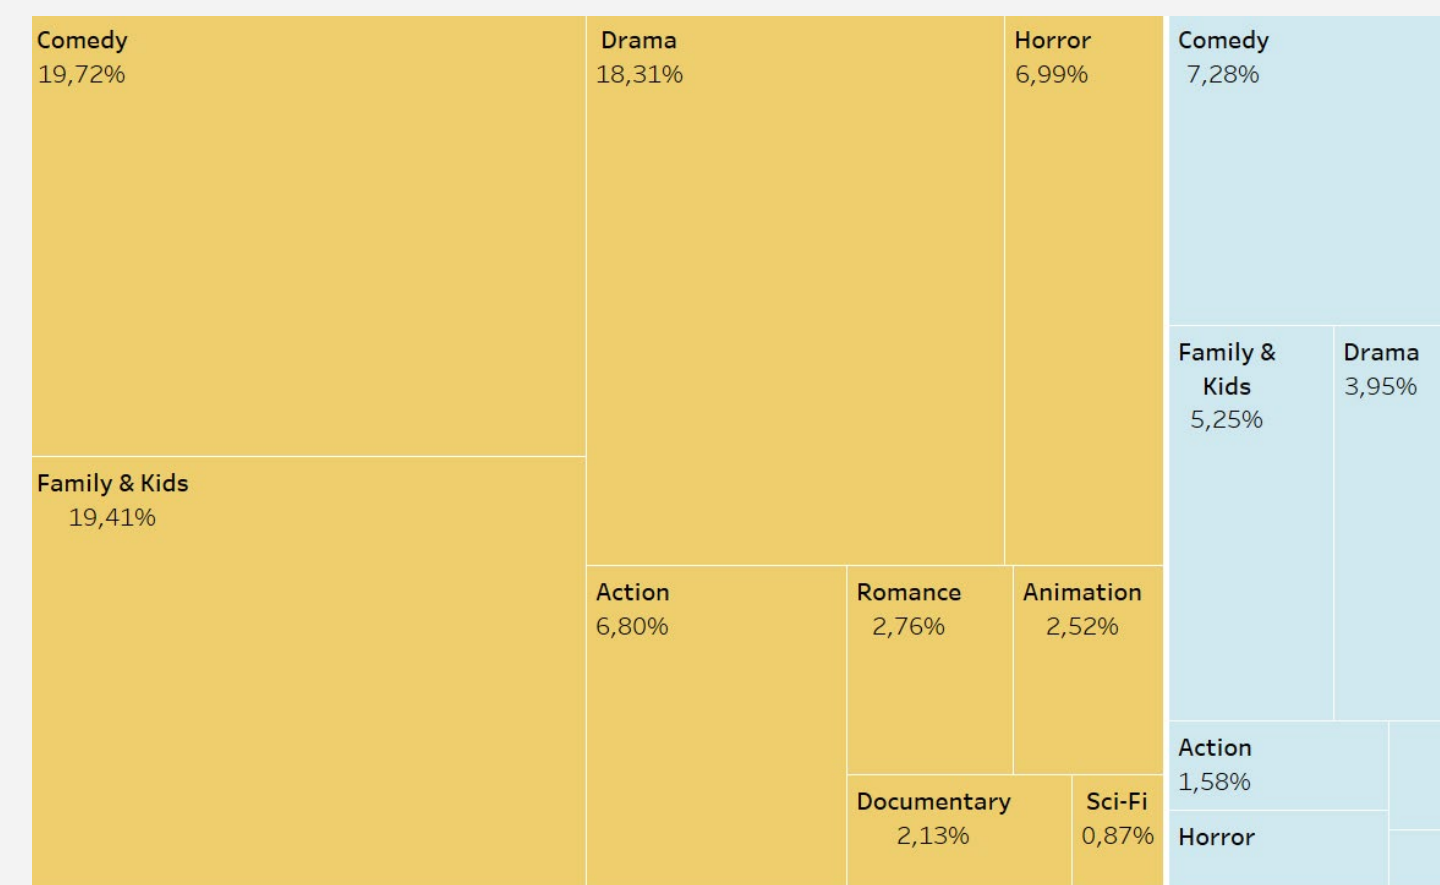 Comedy
19,72%
Drama
18,31%
Horror
6,99%
Family & Kids
19,41%
Action
6,80%
Romance
2,76%
Animation
2,52%
Documentary
2,13%
Sci-Fi
0,87%
Comedy
7,28%
Family &
Kids
5,25%
Drama
3,95%
Action
1,58%
Horror